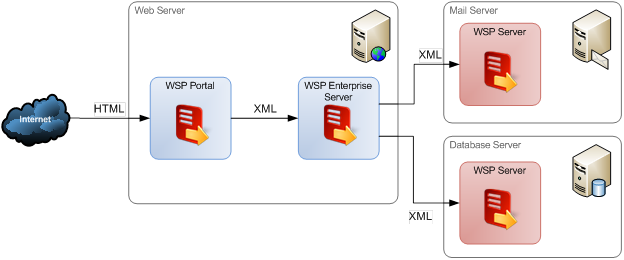 Web Server
WSP Portal
WSP Enterprise
Server
Internet
HTML
XML
XML
XML
Mail Server
WSP Server
Database Server
WSP Server